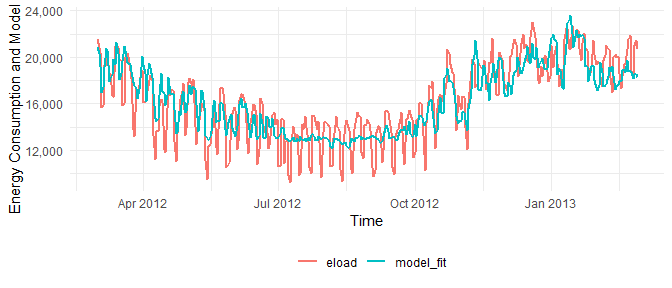 24,000
20,000
16,000
12,000
Energy Consumption and Model
Apr 2012
Jul 2012
Oct 2012
Jan 2013
Time
eload
model_fit